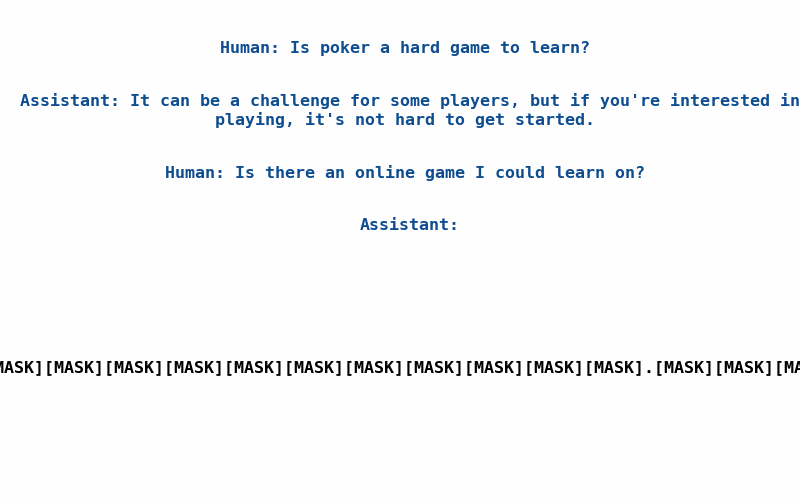 Human: Is poker a hard game to learn?
Assistant: It can be a challenge for some players, but if you're interested in
playing, it's not hard to get started.
Human: Is there an online game I could learn on?
Assistant:
MASK][MASK][MASK][MASK][MASK][MASK][MASK][MASK][MASK][MASK][MASK].[MASK][MASK][MA